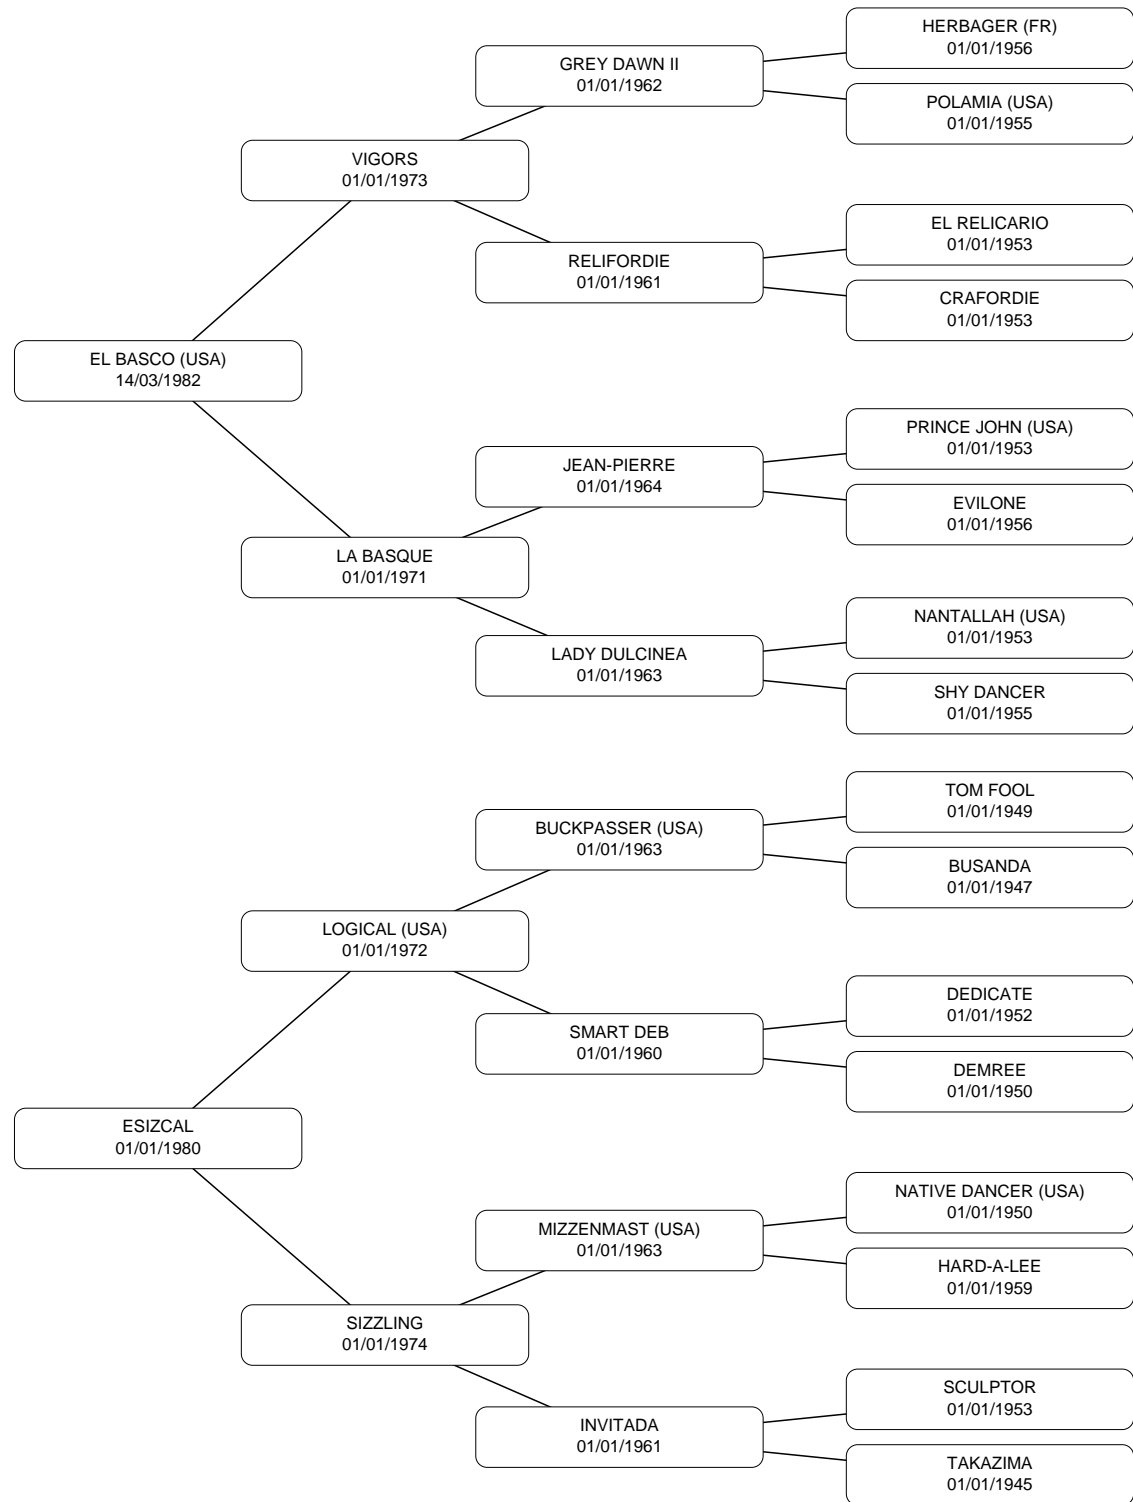 HERBAGER (FR)
01/01/1956
GREY DAWN II
01/01/1962
POLAMIA (USA)
01/01/1955
VIGORS
01/01/1973
EL RELICARIO
01/01/1953
RELIFORDIE
01/01/1961
CRAFORDIE
01/01/1953
EL BASCO (USA)
14/03/1982
PRINCE JOHN (USA)
01/01/1953
JEAN-PIERRE
01/01/1964
EVILONE
01/01/1956
LA BASQUE
01/01/1971
NANTALLAH (USA)
01/01/1953
LADY DULCINEA
01/01/1963
SHY DANCER
01/01/1955
TOM FOOL
01/01/1949
BUCKPASSER (USA)
01/01/1963
BUSANDA
01/01/1947
LOGICAL (USA)
01/01/1972
DEDICATE
01/01/1952
SMART DEB
01/01/1960
DEMREE
01/01/1950
ESIZCAL
01/01/1980
NATIVE DANCER (USA)
01/01/1950
MIZZENMAST (USA)
01/01/1963
HARD-A-LEE
01/01/1959
SIZZLING
01/01/1974
SCULPTOR
01/01/1953
INVITADA
01/01/1961
TAKAZIMA
01/01/1945